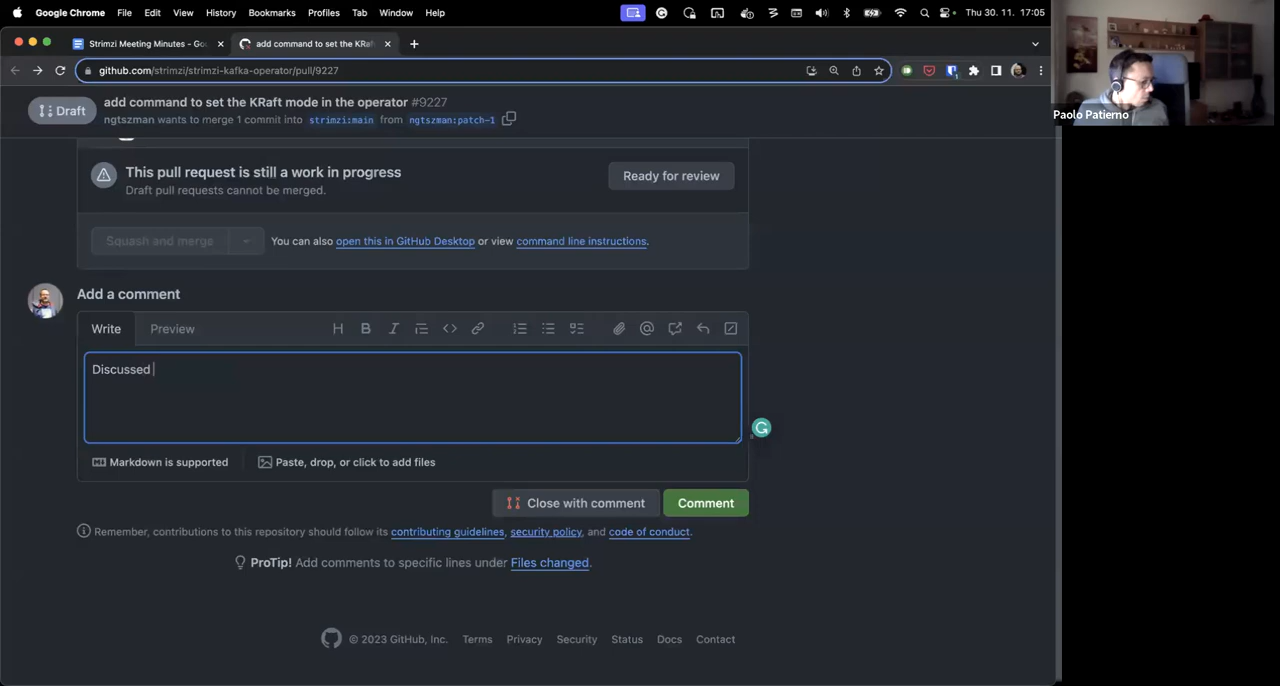 Google Chrome File Edit View History Bookmarks Profiles Tab Window Help Thu 30. 11. 17:05
Strimzi Meeting Minutes - Go
add command to set the KRa
github.com/strimzi/strimzi-kafka-operator/pull/9227
Paolo Patierno
Draft
add command to set the KRaft mode in the operator #9227
ngtszman wants to merge 1 commit into strimzi:main from ngtszman:patch-1
This pull request is still a work in progress
Draft pull requests cannot be merged.
Ready for review
Squash and merge
You can also open this in GitHub Desktop or view command line instructions.
Add a comment
Write Preview
Discussed
Markdown is supported
Paste, drop, or click to add files
Close with comment
Comment
Remember, contributions to this repository should follow its contributing guidelines, security policy, and code of conduct.
ProTip! Add comments to specific lines under Files changed.
© 2023 GitHub, Inc. Terms Privacy Security Status Docs Contact